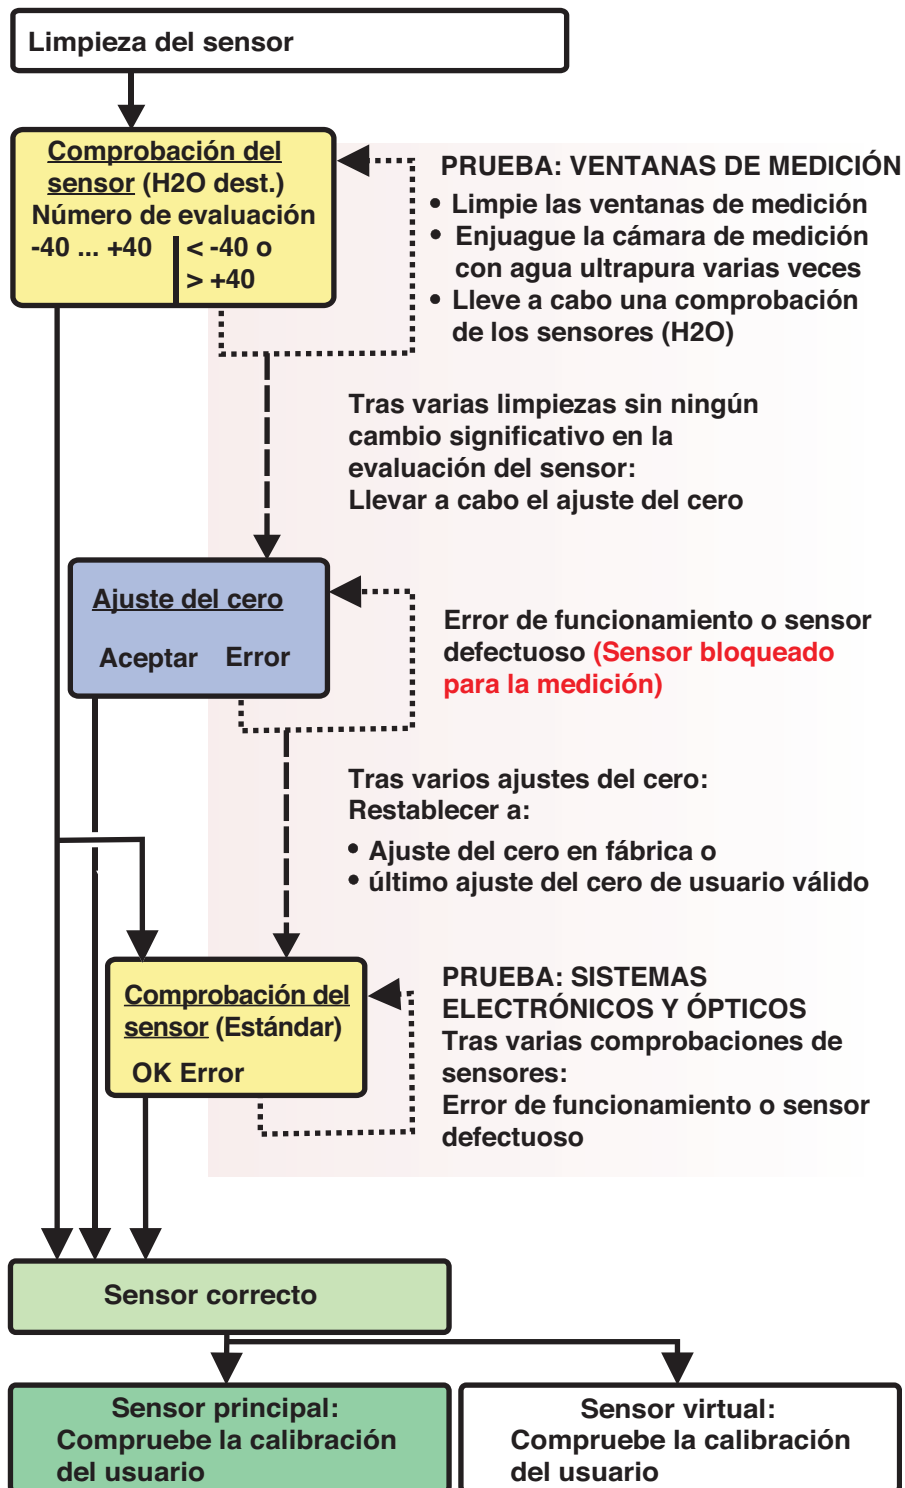 Limpieza del sensor
Comprobación del
sensor (H2O dest.)
Número de evaluación
-40 ... +40
< -40 o
> +40
PRUEBA: VENTANAS DE MEDICIÓN
• Limpie las ventanas de medición
• Enjuague la cámara de medición
con agua ultrapura varias veces
• Lleve a cabo una comprobación
de los sensores (H2O)
Tras varias limpiezas sin ningún
cambio significativo en la
evaluación del sensor:
Llevar a cabo el ajuste del cero
Ajuste del cero
Aceptar Error
Error de funcionamiento o sensor
defectuoso (Sensor bloqueado
para la medición)
Tras varios ajustes del cero:
Restablecer a:
• Ajuste del cero en fábrica o
• último ajuste del cero de usuario válido
Comprobación del
sensor (Estándar)
OK Error
PRUEBA: SISTEMAS
ELECTRÓNICOS Y ÓPTICOS
Tras varias comprobaciones de
sensores:
Error de funcionamiento o sensor
defectuoso
Sensor correcto
Sensor principal:
Compruebe la calibración
del usuario
Sensor virtual:
Compruebe la calibración
del usuario